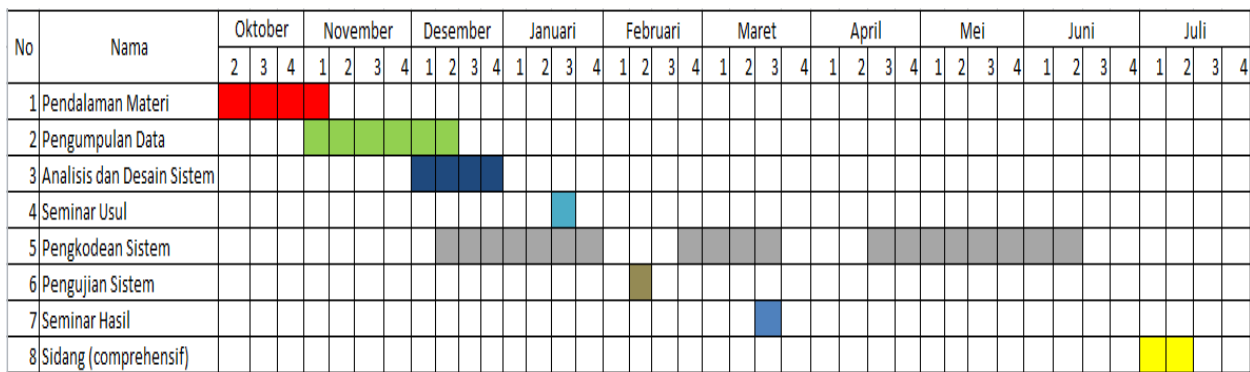 No Nama Oktober November Desember Januari Februari Maret April Mei Juni Juli
2 3 4 1 2 3 4 1 2 3 4 1 2 3 4 1 2 3 4 1 2 3 4 1 2 3 4 1 2 3 4 1 2 3 4 1 2 3 4
1 Pendalaman Materi
2 Pengumpulan Data
3 Analisis dan Desain Sistem
4 Seminar Usul
5 Pengkodean Sistem
6 Pengujian Sistem
7 Seminar Hasil
8 Sidang (comprehensif)